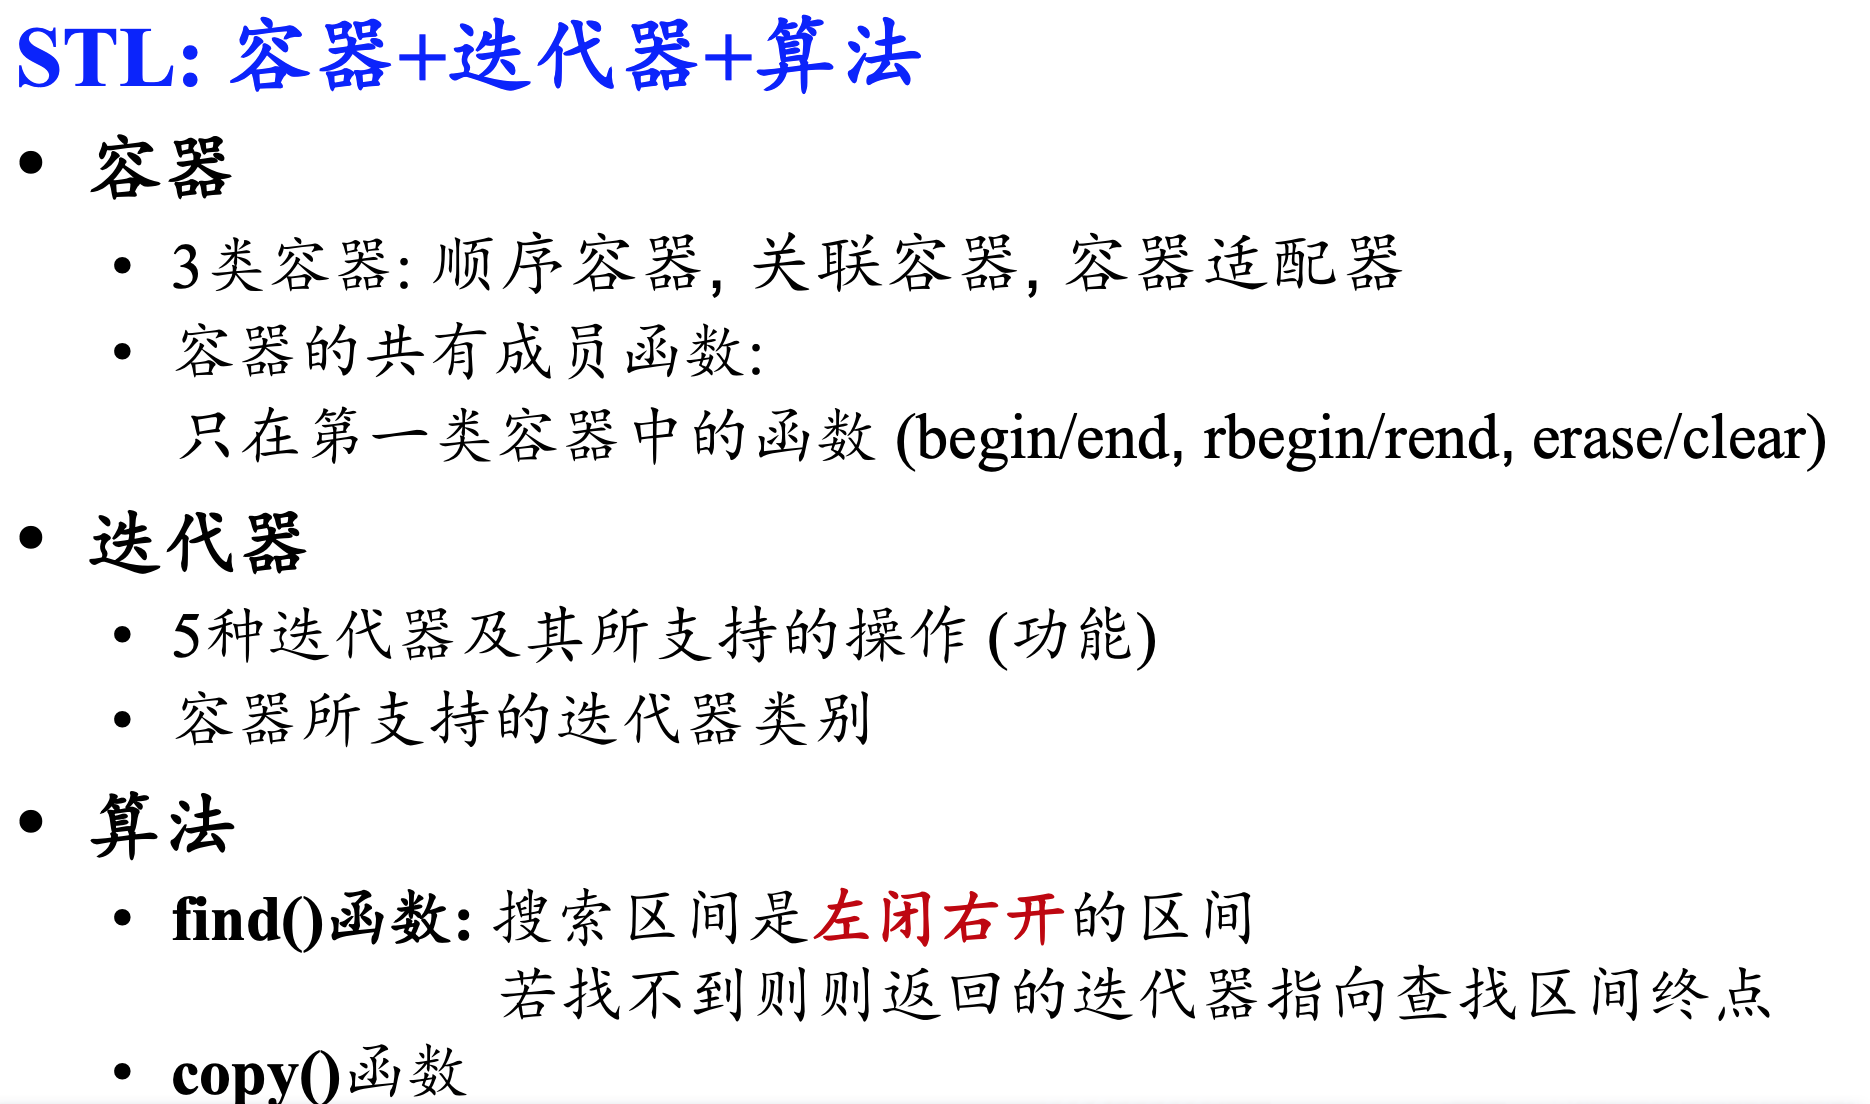 STL: 容器+迭代器+算法
• 容器
• 3类容器: 顺序容器, 关联容器, 容器适配器
• 容器的共有成员函数:
只在第一类容器中的函数 (begin/end, rbegin/rend, erase/clear)
• 迭代器
• 5种迭代器及其所支持的操作 (功能)
• 容器所支持的迭代器类别
• 算法
• find()函数: 搜索区间是左闭右开的区间
若找不到则则返回的迭代器指向查找区间终点
• copy()函数